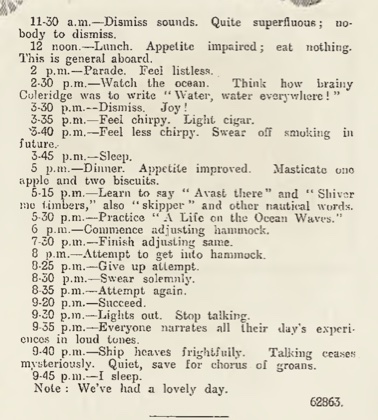 11-30 a.m.—Dismiss sounds. Quite superfluous; no-
body to dismiss.
12 noon.—Lunch. Appetite impaired; eat nothing.
This is general aboard.
2 p.m.—Parade. Feel listless.
2-30 p.m.—Watch the ocean. Think how brainy
Coleridge was to write "Water, water everywhere!"
3-30 p.m.--Dismiss. Joy!
3-35 p.m.—Feel chirpy. Light cigar.
3-40 p.m.—Feel less chirpy. Swear off smoking in
future.
3-45 p.m.—Sleep.
5 p.m.—Dinner. Appetite improved. Masticate one
apple and two biscuits.
5-15 p.m.—Learn to say "Avast there" and "Shiver
me timbers," also "skipper" and other nautical words.
5-30 p.m.—Practice "A Life on the Ocean Waves."
6 p.m.—Commence adjusting hammock.
7-30 p.m.—Finish adjusting same.
8 p.m.—Attempt to get into hammock.
8-25 p.m.—Give up attempt.
8-30 p.m.—Swear solemnly.
8-35 p.m.—Attempt again.
9-20 p.m.—Succeed.
9-30 p.m.—Lights out. Stop talking.
9-35 p.m.—Everyone narrates all their day's experi-
ences in loud tones.
9-40 p.m.—Ship heaves frightfully. Talking ceases
mysteriously. Quiet, save for chorus of groans.
9-45 p.m.—I sleep.
Note: We've had a lovely day.
62863.